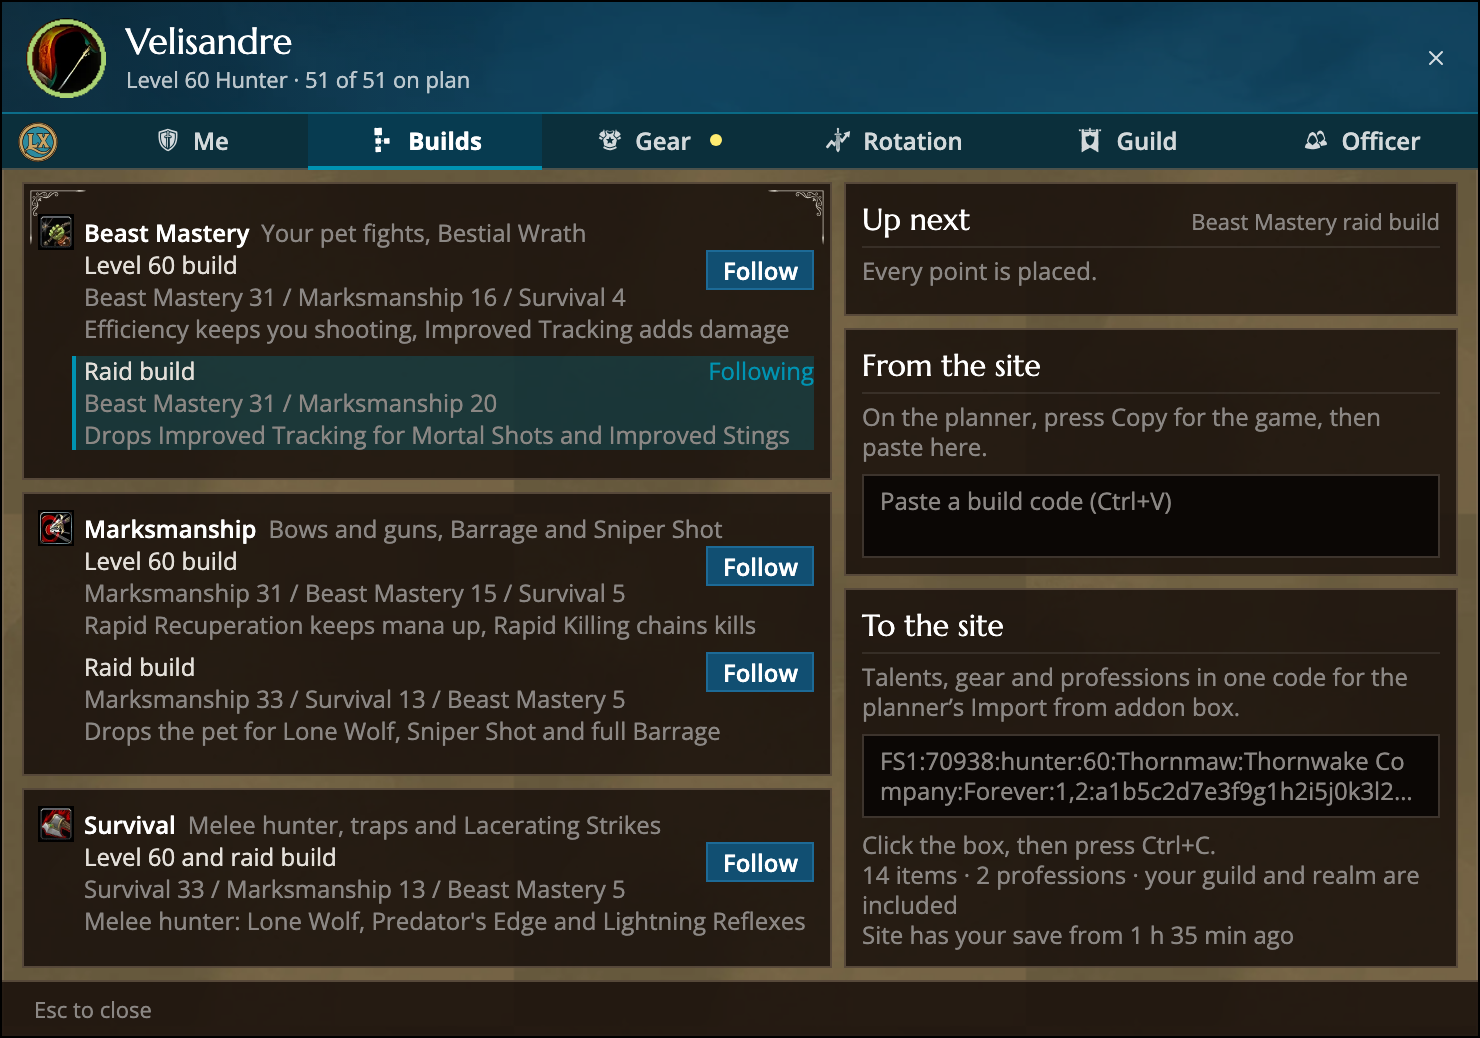 Velisandre
Level 60 Hunter · 51 of 51 on plan
LX
Me
Builds
Gear
Rotation
Guild
Officer
Beast Mastery Your pet fights, Bestial Wrath
Level 60 build
Follow
Beast Mastery 31 / Marksmanship 16 / Survival 4
Efficiency keeps you shooting, Improved Tracking adds damage
Raid build
Following
Beast Mastery 31 / Marksmanship 20
Drops Improved Tracking for Mortal Shots and Improved Stings
Marksmanship Bows and guns, Barrage and Sniper Shot
Level 60 build
Follow
Marksmanship 31 / Beast Mastery 15 / Survival 5
Rapid Recuperation keeps mana up, Rapid Killing chains kills
Raid build
Follow
Marksmanship 33 / Survival 13 / Beast Mastery 5
Drops the pet for Lone Wolf, Sniper Shot and full Barrage
Survival Melee hunter, traps and Lacerating Strikes
Level 60 and raid build
Follow
Survival 33 / Marksmanship 13 / Beast Mastery 5
Melee hunter: Lone Wolf, Predator's Edge and Lightning Reflexes
Up next
Beast Mastery raid build
Every point is placed.
From the site
On the planner, press Copy for the game, then
paste here.
Paste a build code (Ctrl+V)
To the site
Talents, gear and professions in one code for the
planner’s Import from addon box.
FS1:70938:hunter:60:Thornmaw:Thornwake Co
mpany:Forever:1,2:a1b5c2d7e3f9g1h2i5j0k3l2...
Click the box, then press Ctrl+C.
14 items · 2 professions · your guild and realm are
included
Site has your save from 1 h 35 min ago
Esc to close